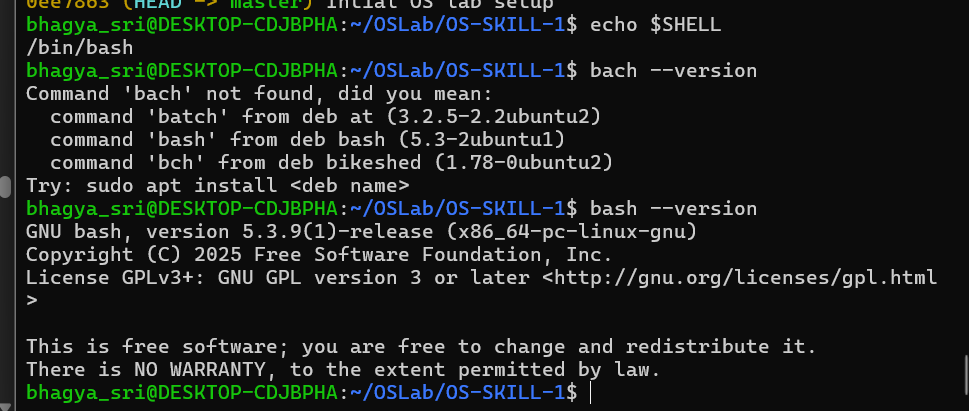 0ee7863 (HEAD -> master) Intial OS lab setup
bhagya_sri@DESKTOP-CDJBPHA:~/OSLab/OS-SKILL-1$ echo $SHELL
/bin/bash
bhagya_sri@DESKTOP-CDJBPHA:~/OSLab/OS-SKILL-1$ bach --version
Command 'bach' not found, did you mean:
  command 'batch' from deb at (3.2.5-2.2ubuntu2)
  command 'bash' from deb bash (5.3-2ubuntu1)
  command 'bch' from deb bikeshed (1.78-0ubuntu2)
Try: sudo apt install <deb name>
bhagya_sri@DESKTOP-CDJBPHA:~/OSLab/OS-SKILL-1$ bash --version
GNU bash, version 5.3.9(1)-release (x86_64-pc-linux-gnu)
Copyright (C) 2025 Free Software Foundation, Inc.
License GPLv3+: GNU GPL version 3 or later <http://gnu.org/licenses/gpl.html
>
This is free software; you are free to change and redistribute it.
There is NO WARRANTY, to the extent permitted by law.
bhagya_sri@DESKTOP-CDJBPHA:~/OSLab/OS-SKILL-1$